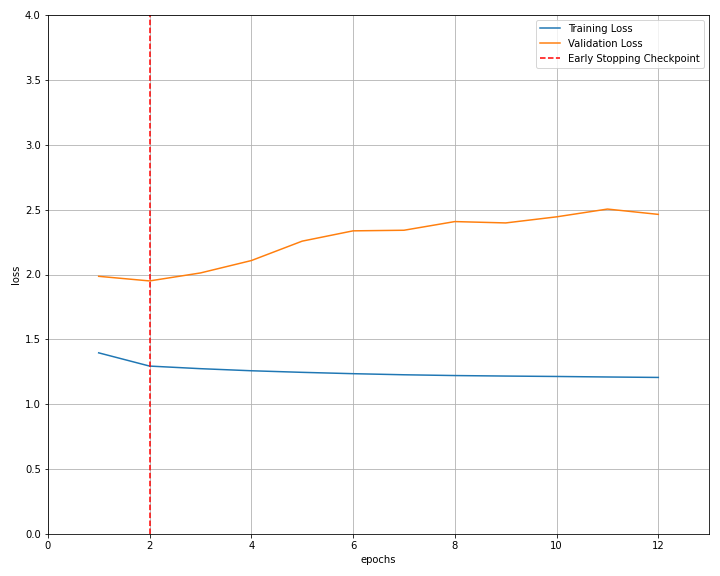 4.0
3.5
3.0
2.5
2.0
1.5
1.0
0.5
0.0
loss
Training Loss
Validation Loss
Early Stopping Checkpoint
0 2 4 6 8 10 12
epochs